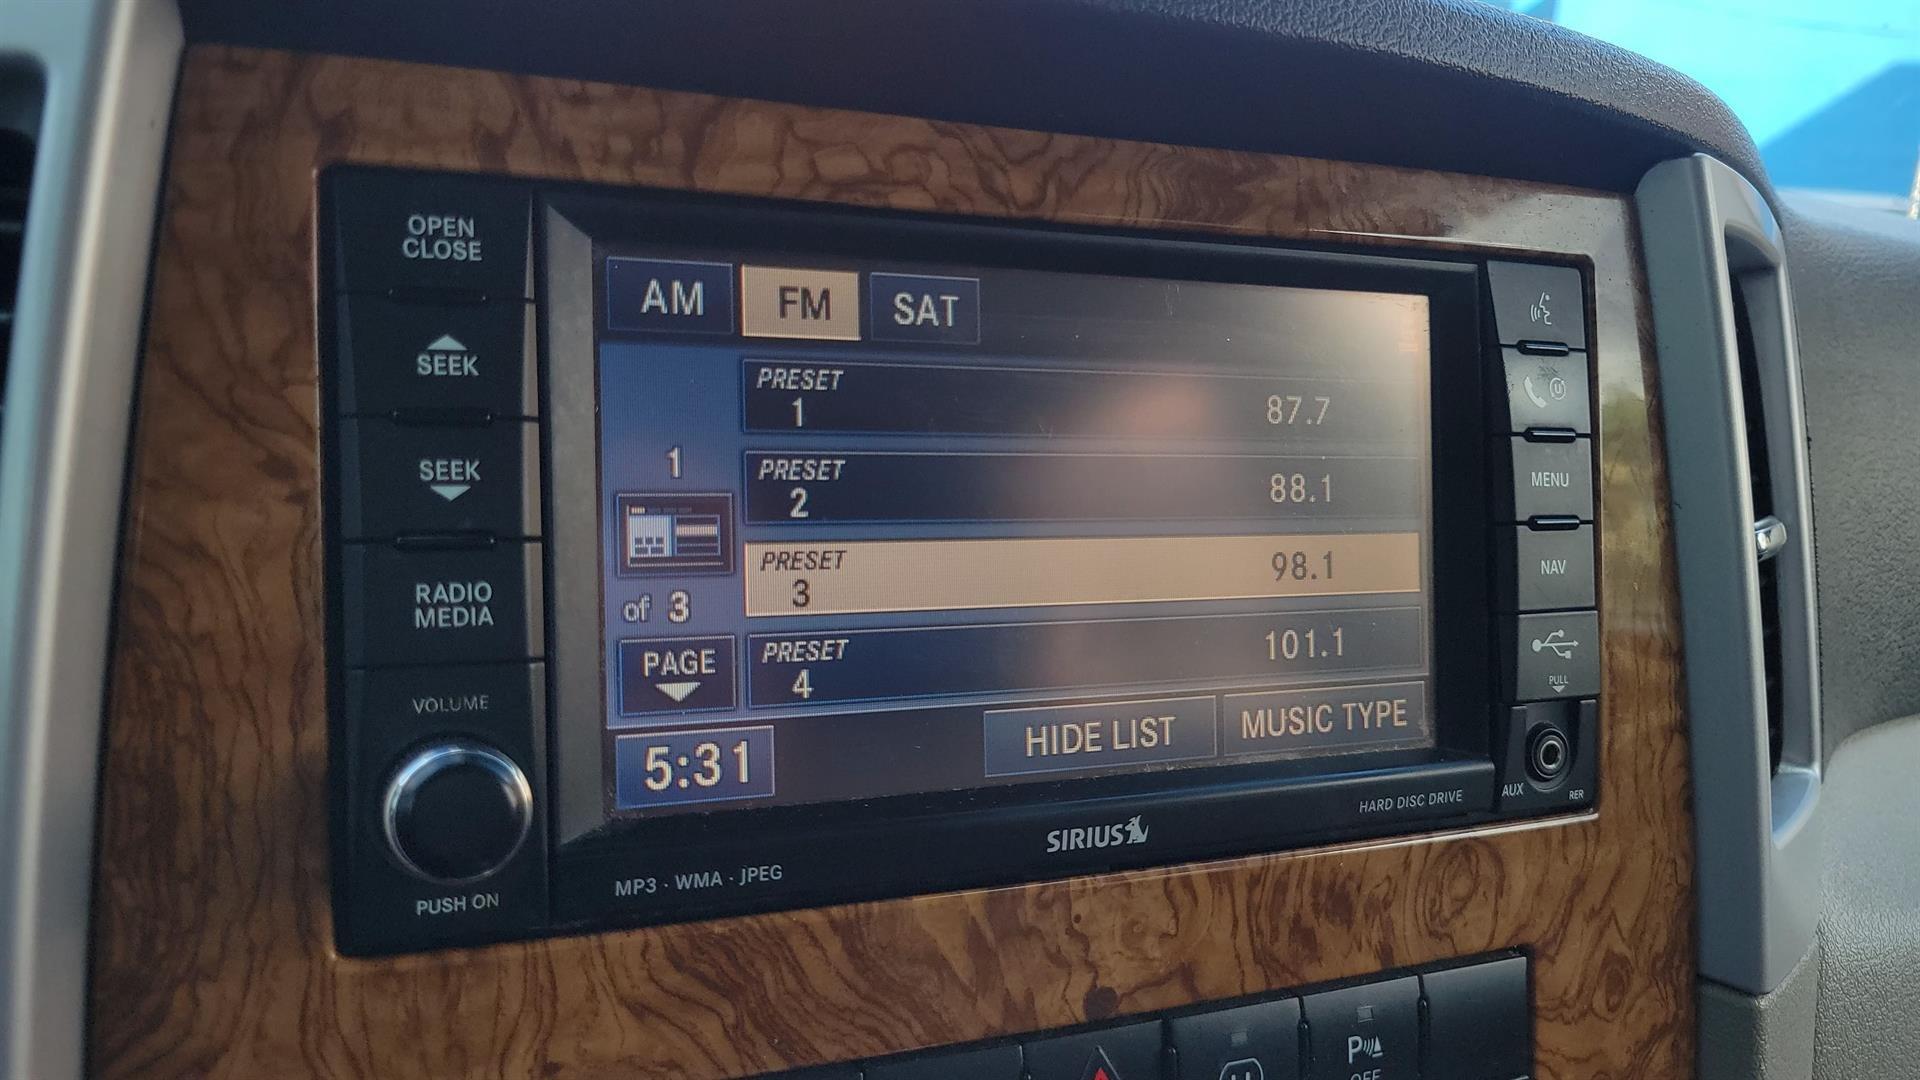 OPEN
CLOSE
SEEK
SEEK
RADIO
MEDIA
VOLUME
PUSH ON
AM FM SAT
PRESET
1 87.7
PRESET
2 88.1
PRESET
3 98.1
PRESET
4 101.1
1
of 3
PAGE
5:31 HIDE LIST MUSIC TYPE
MENU
NAV
PULL
AUX RER
HARD DISC DRIVE
SIRIUS
MP3 · WMA · JPEG
P
OFF